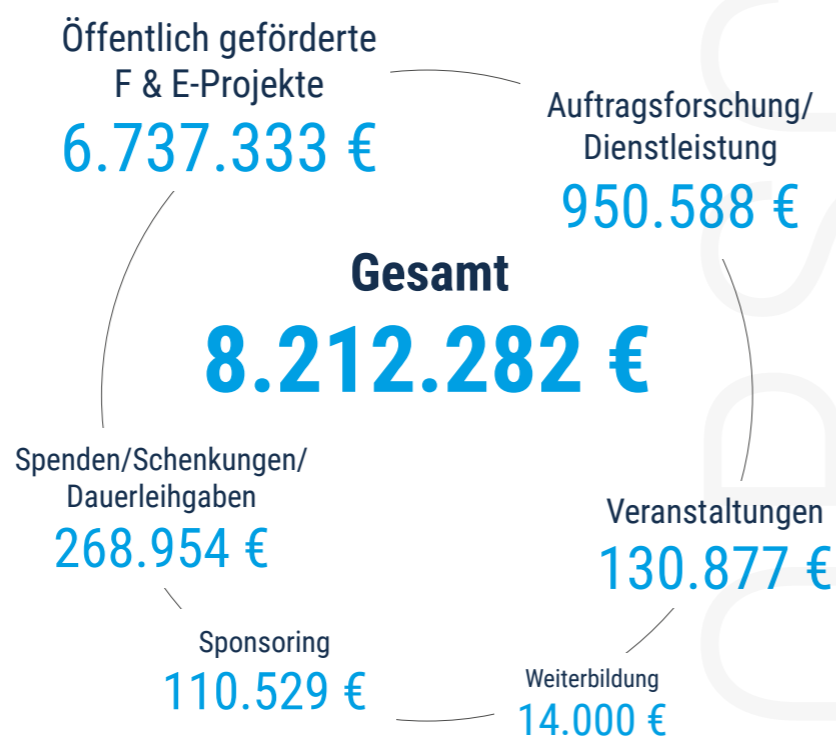 Öffentlich geförderte
F & E-Projekte
6.737.333 €
Auftragsforschung/
Dienstleistung
950.588 €
Gesamt
8.212.282 €
Spenden/Schenkungen/
Dauerleihgaben
268.954 €
Veranstaltungen
130.877 €
Sponsoring
110.529 €
Weiterbildung
14.000 €